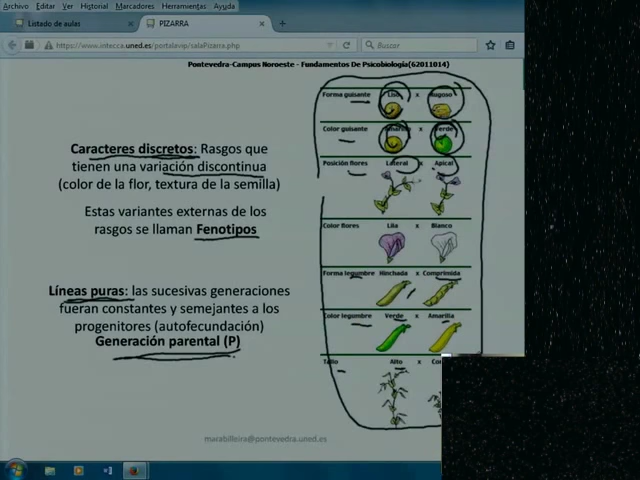 Archivo Editar Ver Historial Marcadores Herramientas Ayuda
Listado de aulas × PIZARRA × +
https://www.intecca.uned.es/portalavip/salaPizarra.php Buscar
Pontevedra-Campus Noroeste - Fundamentos De Psicobiología(62011014)
Forma guisante Liso x Rugoso
Color guisante Amarillo x Verde
Posición flores Lateral x Apical
Color flores Lila x Blanco
Forma legumbre Hinchada x Comprimida
Color legumbre Verde x Amarilla
Tallo Alto x
Caracteres discretos: Rasgos que
tienen una variación discontinua
(color de la flor, textura de la semilla)
Estas variantes externas de los
rasgos se llaman Fenotipos
Líneas puras: las sucesivas generaciones
fueran constantes y semejantes a los
progenitores (autofecundación)
Generación parental (P)
marabilleira@pontevedra.uned.es